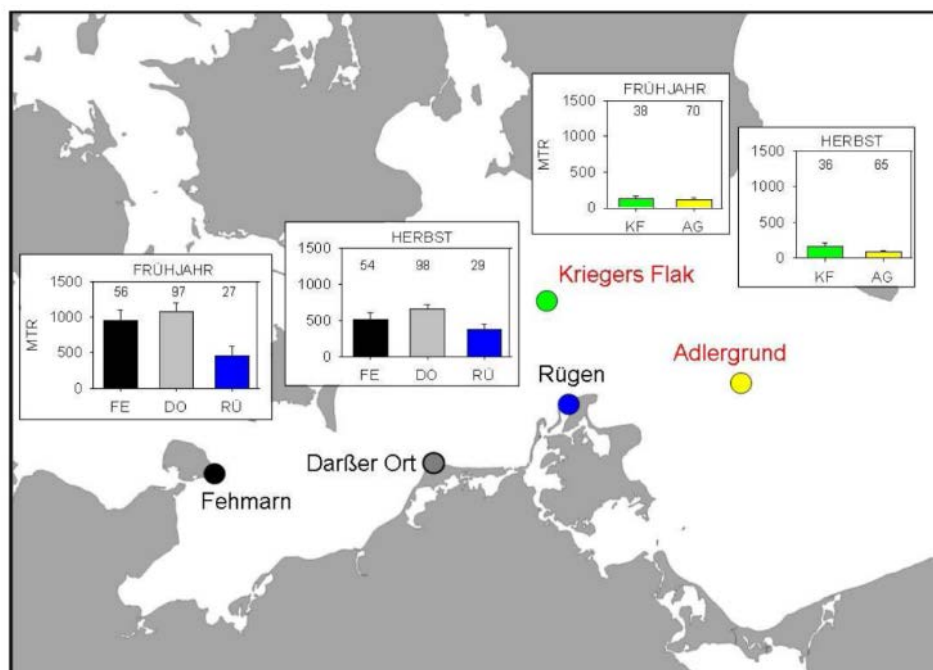 FRÜHJAHR
1500
38 70
1000
MTR
500
0
KF AG
HERBST
1500
36 65
1000
500
0
KF AG
HERBST
1500
54 98 29
1000
500
0
FE DO RÜ
FRÜHJAHR
1500
56 97 27
1000
MTR
500
0
FE DO RÜ
Kriegers Flak
Adlergrund
Rügen
Darßer Ort
Fehmarn